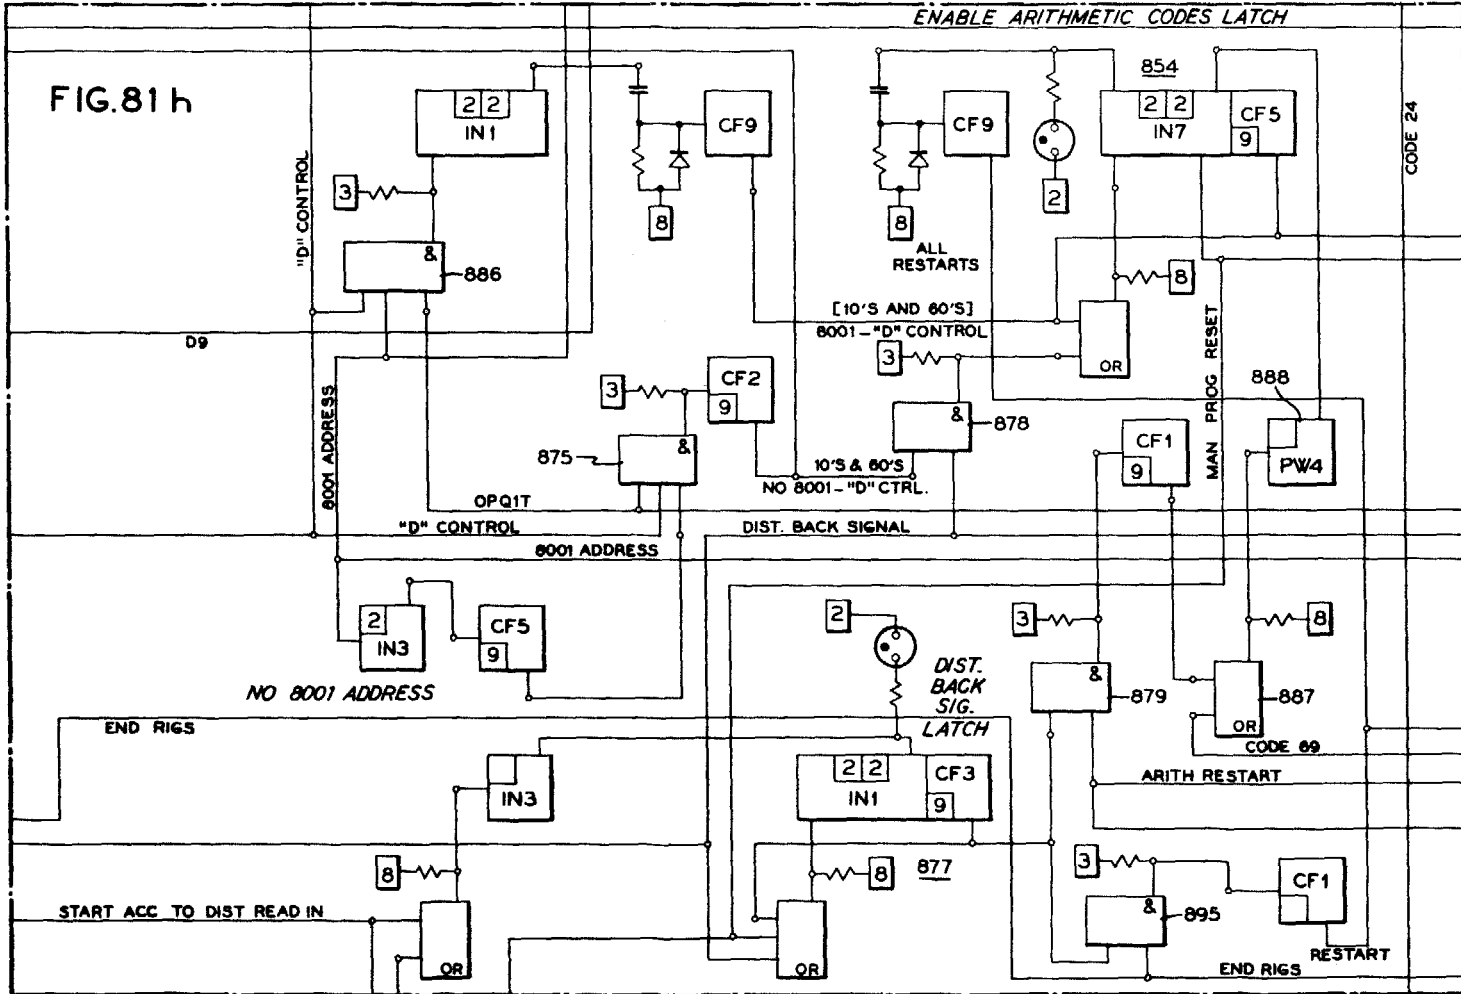 ENABLE ARITHMETIC CODES LATCH
FIG.81h
854
2 2
IN1
CF9
CF9
2 2
IN7
CF5
9
CODE 24
"D" CONTROL
3
8
8
2
ALL
RESTARTS
&
886
8
[10'S AND 60'S]
8001-"D" CONTROL
D9
MAN PROG RESET
3
OR
3
CF2
9
888
8001 ADDRESS
&
878
CF1
9
PW4
875
&
10'S & 60'S
NO 8001-"D" CTRL.
OPQ1T
"D" CONTROL
DIST. BACK SIGNAL
8001 ADDRESS
2
IN3
CF5
9
2
3
8
NO 8001 ADDRESS
DIST.
BACK
SIG.
LATCH
&
879
887
OR
END RIGS
CODE 69
ARITH RESTART
IN3
2 2
IN1
CF3
9
8
8
877
3
CF1
START ACC TO DIST READ IN
&
895
OR
OR
RESTART
END RIGS